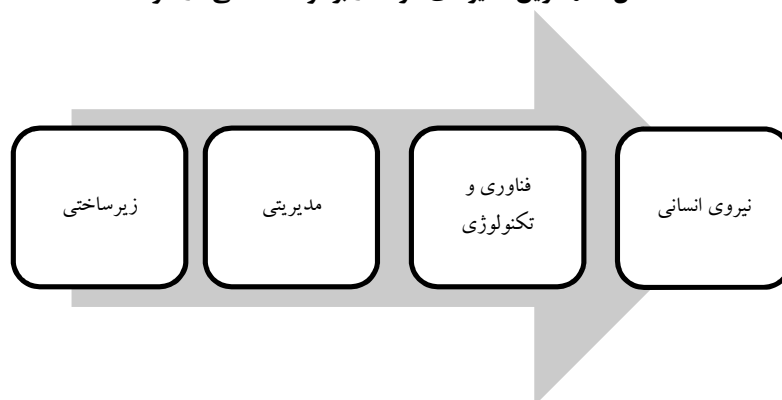 نیروی انسانی
فناوری و
تکنولوژی
مدیریتی
زیرساختی